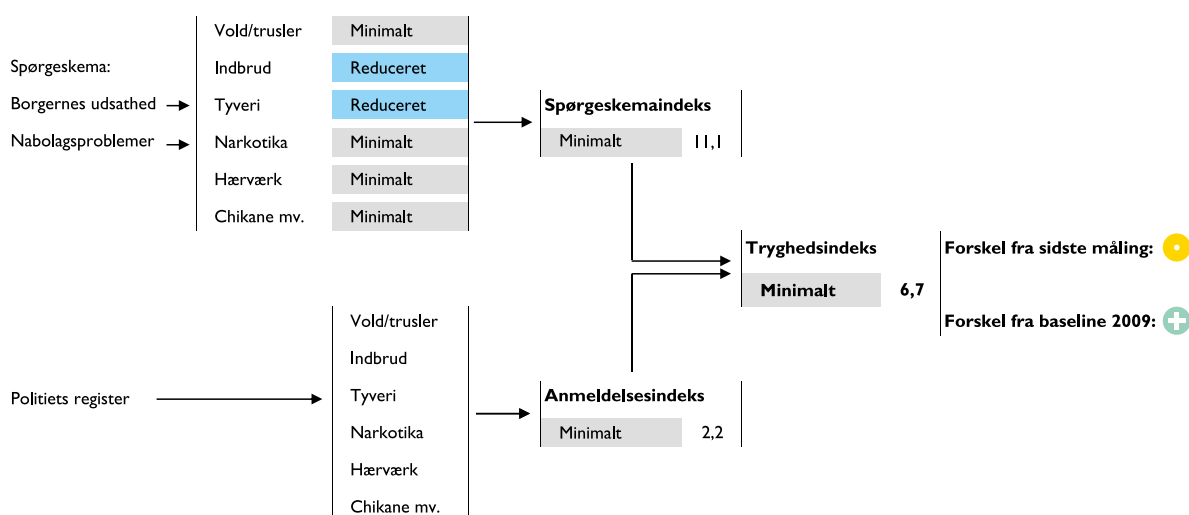 Spørgeskema:
Borgernes udsathed
Nabolagsproblemer
Vold/trusler Minimalt
Indbrud Reduceret
Tyveri Reduceret
Narkotika Minimalt
Hærværk Minimalt
Chikane mv. Minimalt
Spørgeskemaindeks
Minimalt 11,1
Politiets register
Vold/trusler
Indbrud
Tyveri
Narkotika
Hærværk
Chikane mv.
Anmeldelsesindeks
Minimalt 2,2
Tryghedsindeks
Minimalt 6,7
Forskel fra sidste måling:
Forskel fra baseline 2009: